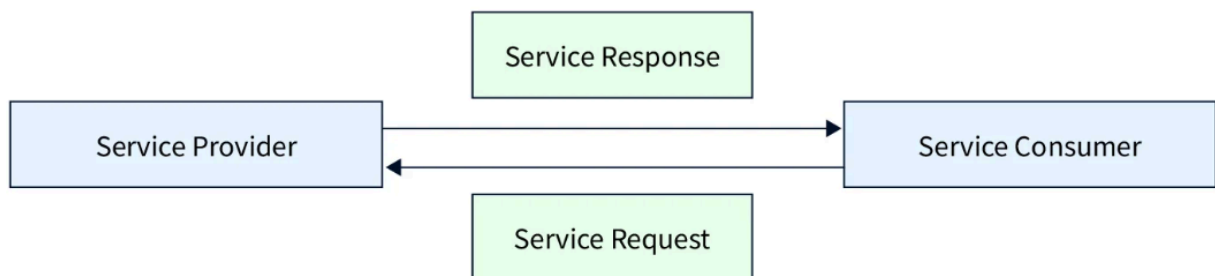 Service Response
Service Provider
Service Consumer
Service Request